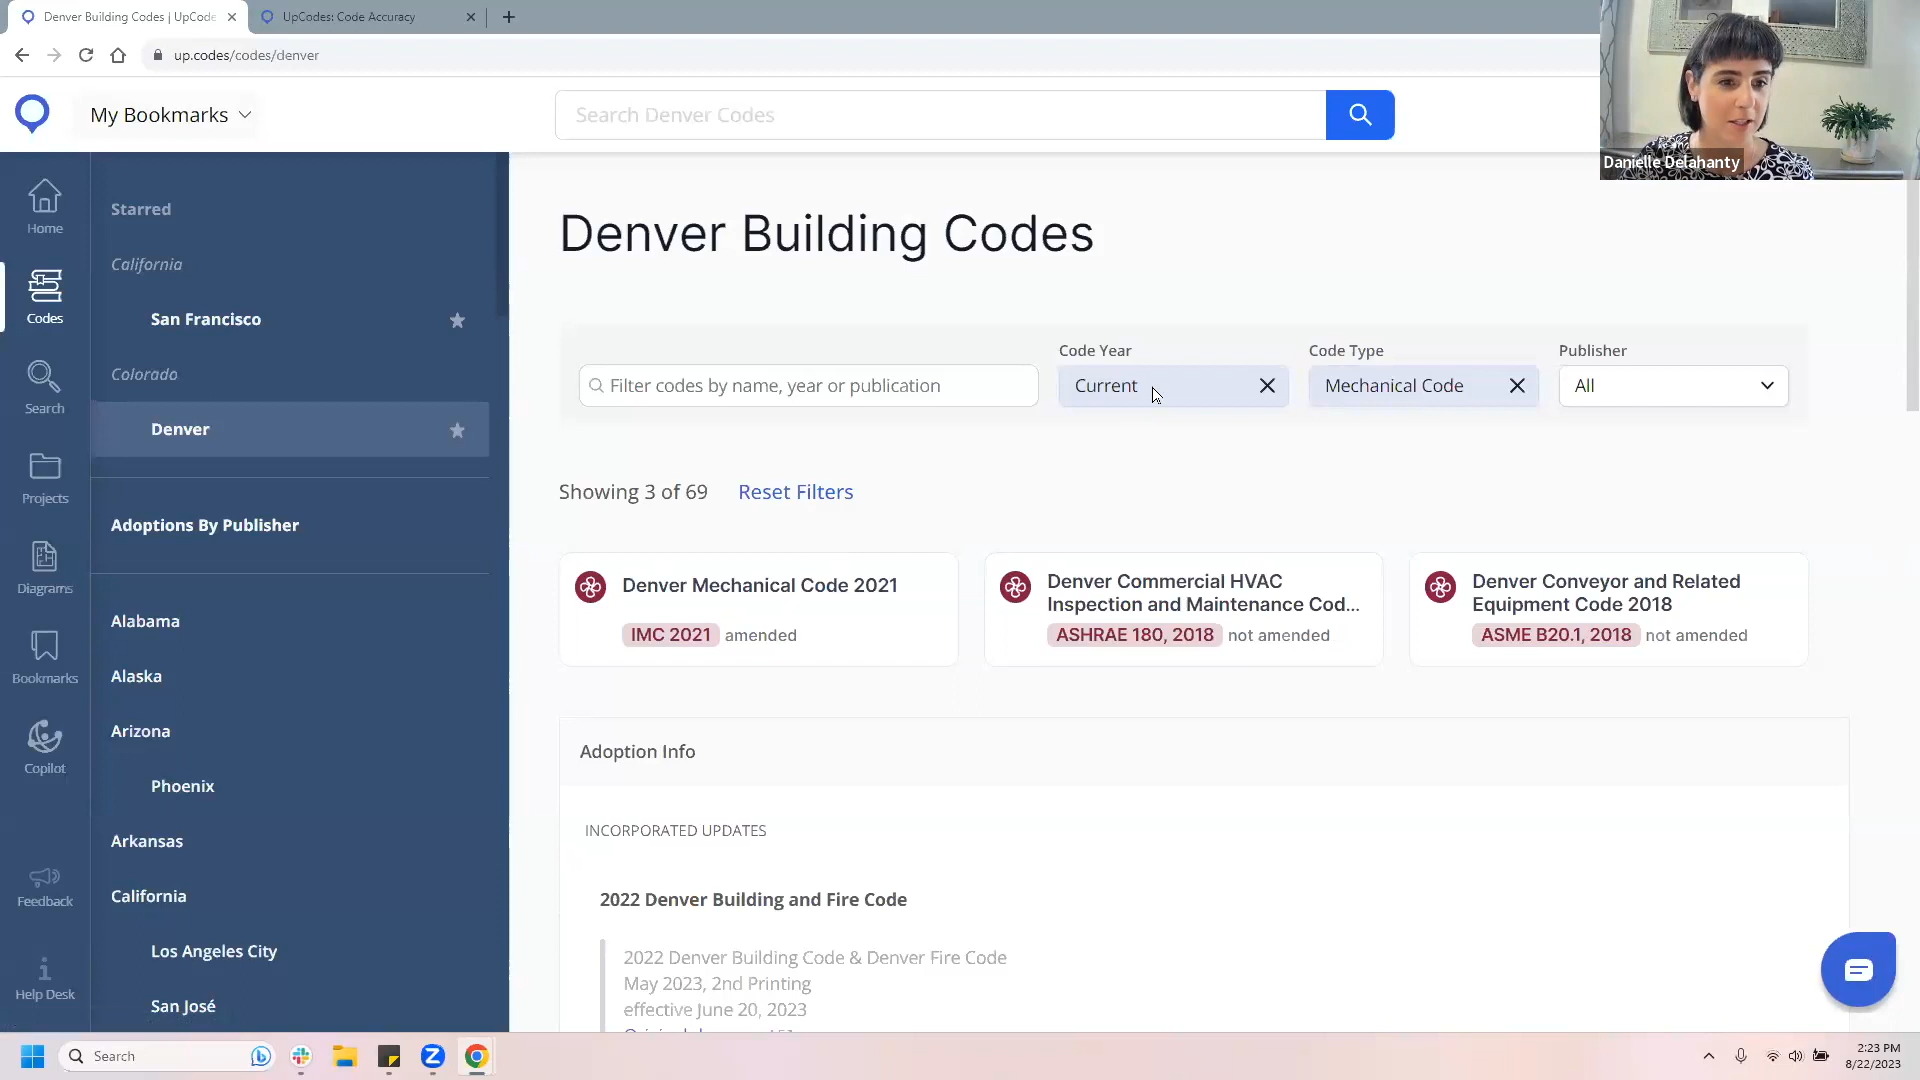 Denver Building Codes | UpCode
UpCodes: Code Accuracy
up.codes/codes/denver
My Bookmarks
Search Denver Codes
Danielle Delahanty
Home
Codes
Search
Projects
Diagrams
Bookmarks
Copilot
Feedback
Help Desk
Starred
California
San Francisco
Colorado
Denver
Adoptions By Publisher
Alabama
Alaska
Arizona
Phoenix
Arkansas
California
Los Angeles City
San José
Denver Building Codes
Code Year
Code Type
Publisher
Filter codes by name, year or publication
Current
Mechanical Code
All
Showing 3 of 69
Reset Filters
Denver Mechanical Code 2021
IMC 2021 amended
Denver Commercial HVAC
Inspection and Maintenance Cod...
ASHRAE 180, 2018 not amended
Denver Conveyor and Related
Equipment Code 2018
ASME B20.1, 2018 not amended
Adoption Info
INCORPORATED UPDATES
2022 Denver Building and Fire Code
2022 Denver Building Code & Denver Fire Code
May 2023, 2nd Printing
effective June 20, 2023
Search
2:23 PM
8/22/2023